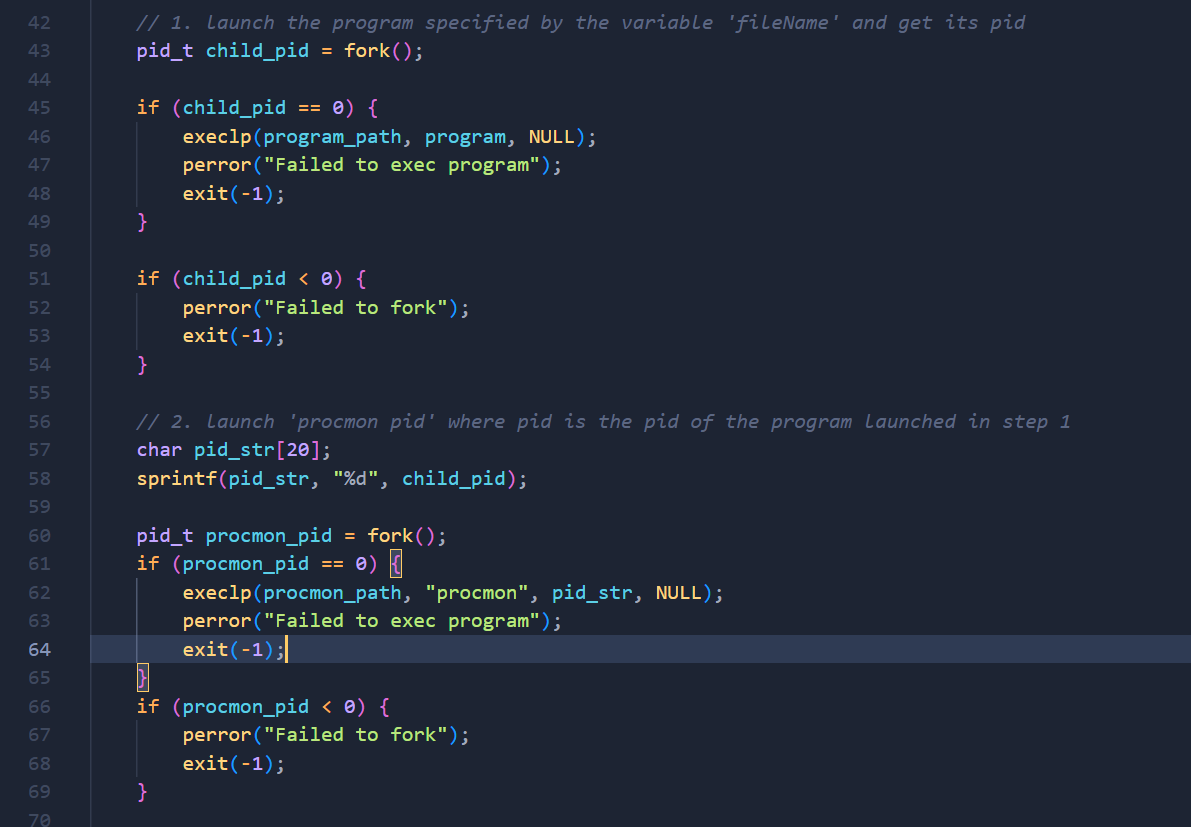 42 // 1. launch the program specified by the variable 'fileName' and get its pid
43 pid_t child_pid = fork();
44
45 if (child_pid == 0) {
46 execlp(program_path, program, NULL);
47 perror("Failed to exec program");
48 exit(-1);
49 }
50
51 if (child_pid < 0) {
52 perror("Failed to fork");
53 exit(-1);
54 }
55
56 // 2. launch 'procmon pid' where pid is the pid of the program launched in step 1
57 char pid_str[20];
58 sprintf(pid_str, "%d", child_pid);
59
60 pid_t procmon_pid = fork();
61 if (procmon_pid == 0) {
62 execlp(procmon_path, "procmon", pid_str, NULL);
63 perror("Failed to exec program");
64 exit(-1);
65 }
66 if (procmon_pid < 0) {
67 perror("Failed to fork");
68 exit(-1);
69 }
70